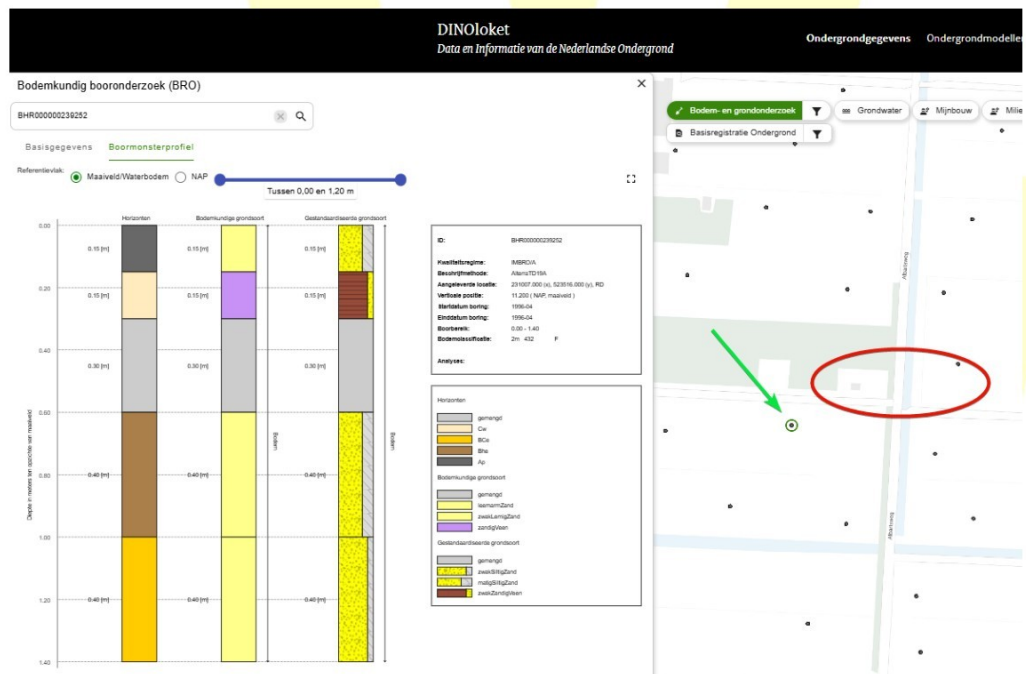 DINOloket
Data en Informatie van de Nederlandse Ondergrond
Ondergrondgegevens Ondergrondmodellen
Bodemkundig booronderzoek (BRO)
BHR000000239252
Basisgegevens Boormonsterprofiel
Referentievlak: Maaiveld/Waterbodem NAP
Tussen 0,00 en 1,20 m
Bodem- en grondonderzoek Grondwater Mijnbouw Milie
Basisregistratie Ondergrond
Horizonten Bodemkundige grondsoort Gestandaardiseerde grondsoort
0.00
0.15 [m] 0.15 [m] 0.15 [m]
0.15 [m] 0.15 [m] 0.15 [m]
0.40
0.30 [m] 0.30 [m] 0.30 [m]
0.60
0.80
0.40 [m] 0.40 [m] 0.40 [m]
1.00
1.20
0.40 [m] 0.40 [m] 0.40 [m]
1.40
Diepte in meters ten opzichte van maaiveld
Bodem
Bodem
ID: BHR000000239252
Kwaliteitsregime: IMBRO/A
Beschrijfmethode: AlterraTD19A
Aangeleverde locatie: 231007.000 (x), 523516.000 (y), RD
Verticale positie: 11.200 ( NAP, maaiveld )
Startdatum boring: 1996-04
Einddatum boring: 1996-04
Boorbereik: 0.00 - 1.40
Bodemclassificatie: 2m 432 F
Analyses:
Horizonten
gemengd
Cw
BCe
Bhs
Ap
Bodemkundige grondsoort
gemengd
leemarmZand
zwakLemigZand
zandigVeen
Gestandaardiseerde grondsoort
gemengd
zwakSiltigZand
matigSiltigZand
zwakZandigVeen